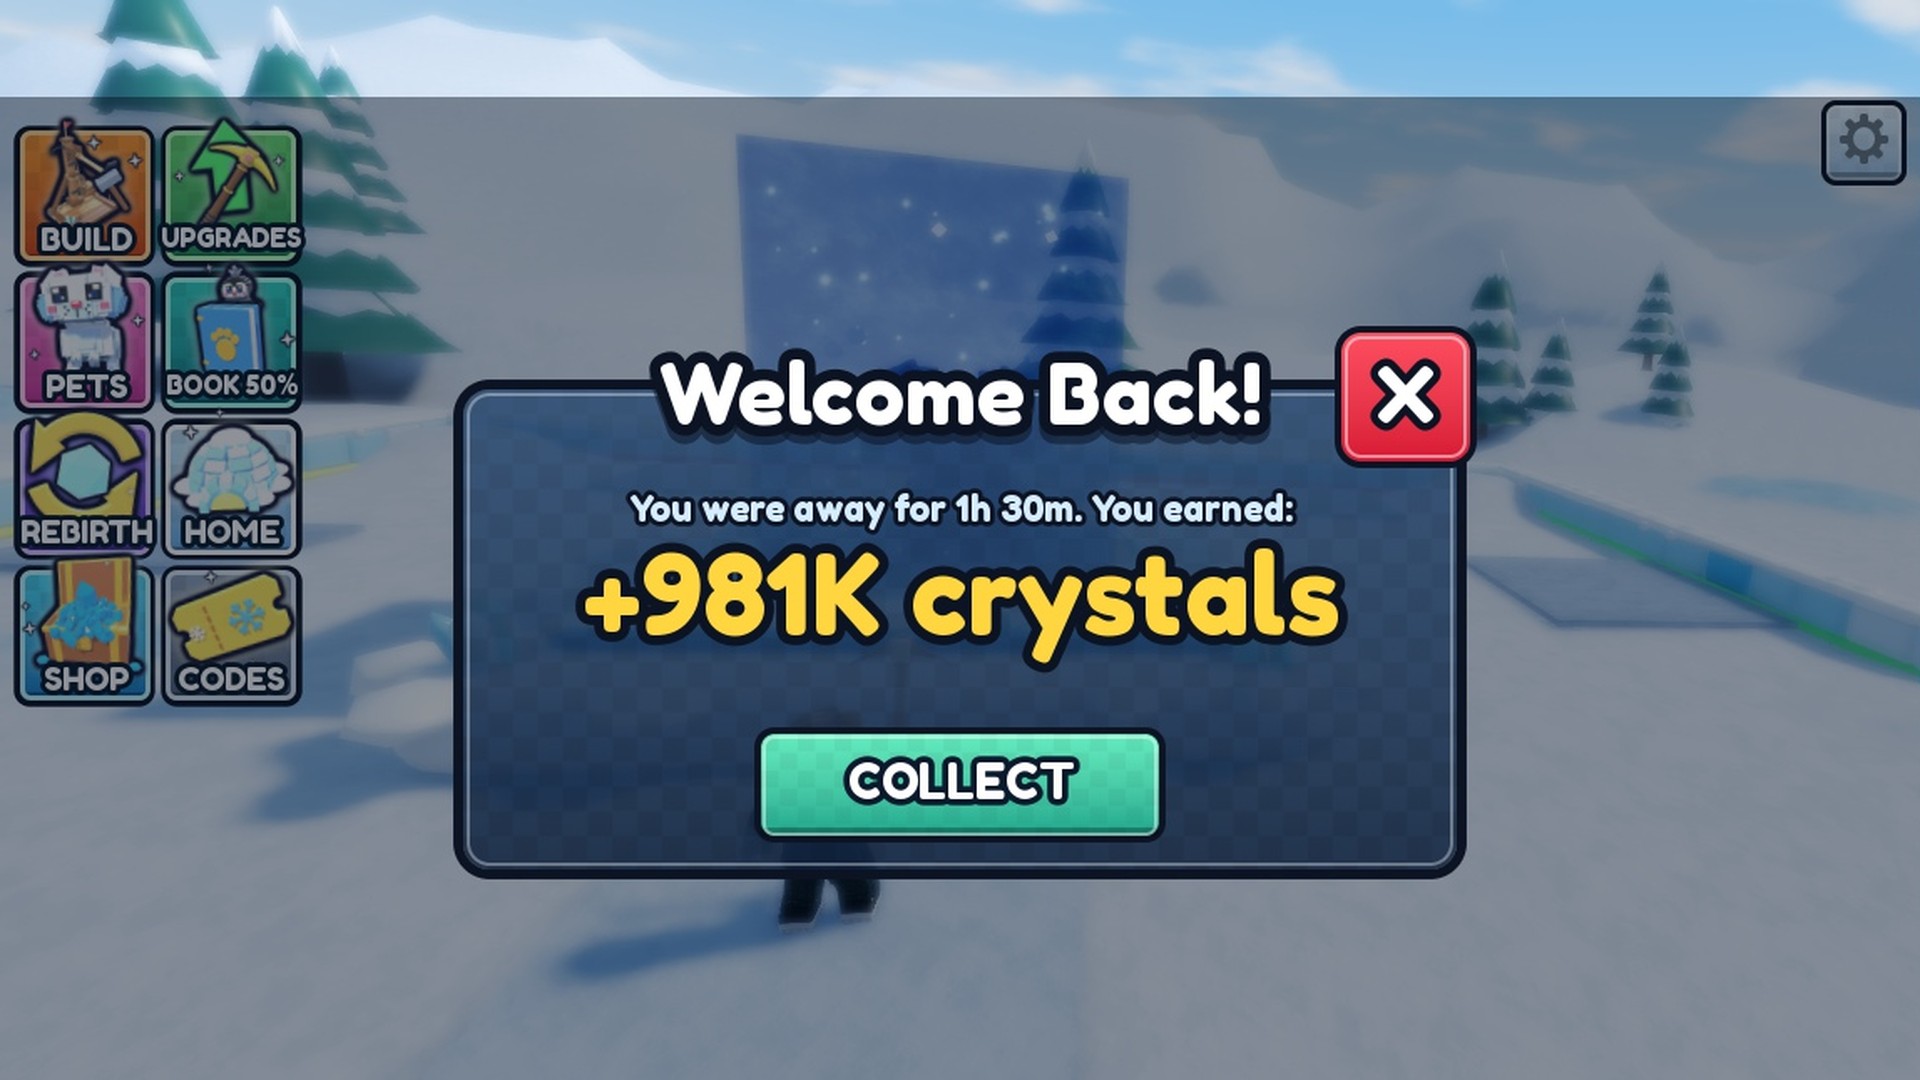 BUILD
UPGRADES
PETS
BOOK 50%
REBIRTH
HOME
SHOP
CODES
Welcome Back!
You were away for 1h 30m. You earned:
+981K crystals
COLLECT
X